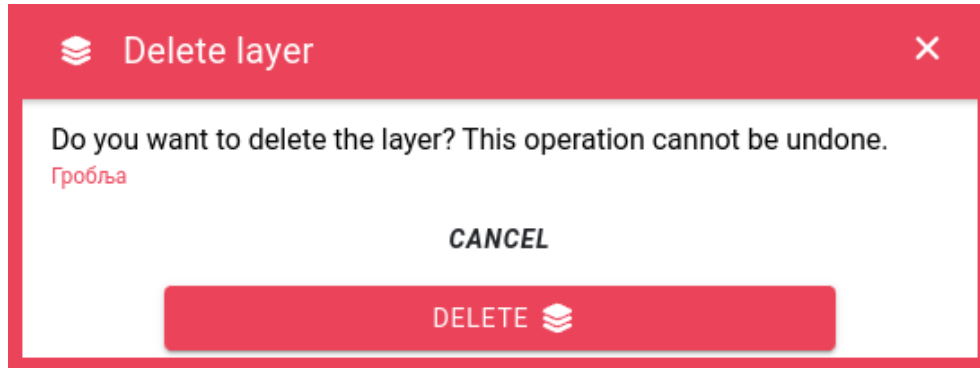 Delete layer
Do you want to delete the layer? This operation cannot be undone.
Гробља
CANCEL
DELETE